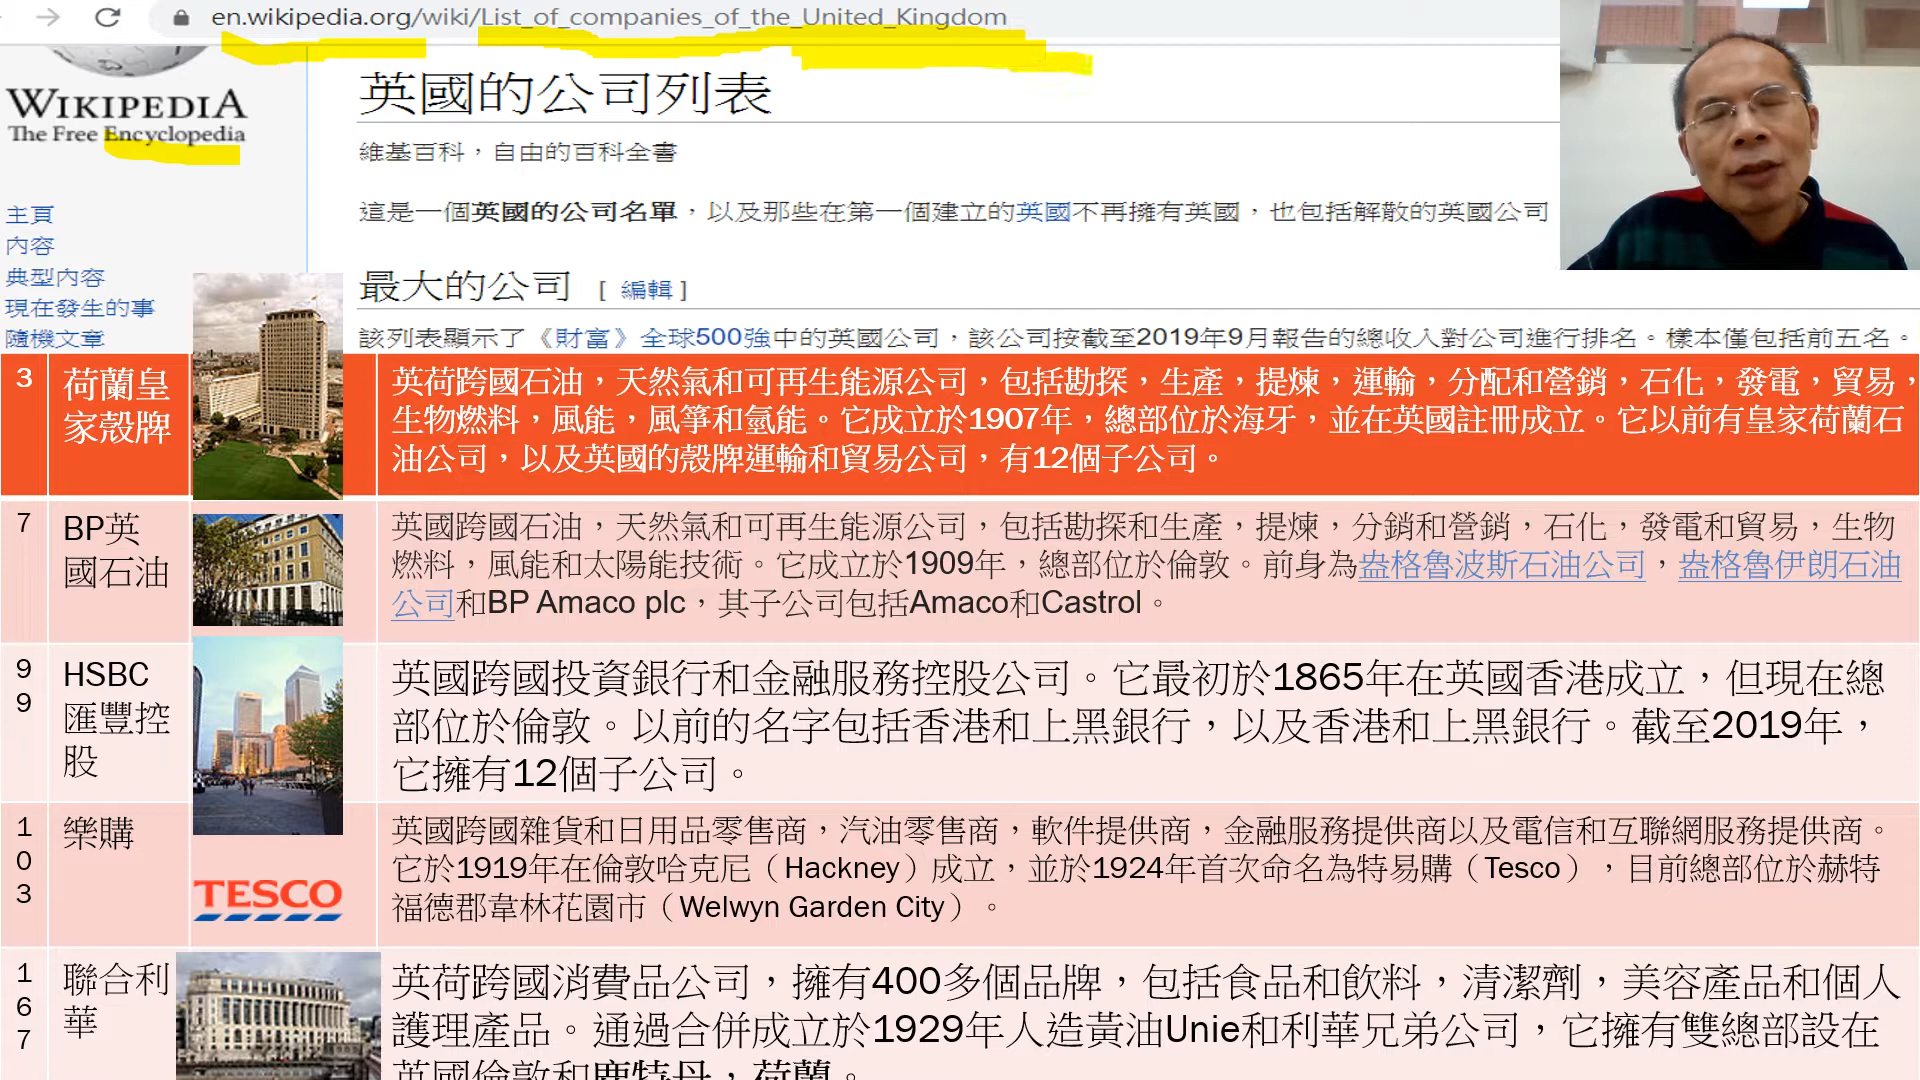 en.wikipedia.org/wiki/List_of_companies_of_the_United_Kingdom
WIKIPEDIA
The Free Encyclopedia
主頁
內容
典型內容
現在發生的事
隨機文章
英國的公司列表
維基百科，自由的百科全書
這是一個英國的公司名單，以及那些在第一個建立的英國不再擁有英國，也包括解散的英國公司
最大的公司 [ 編輯 ]
該列表顯示了《財富》全球500強中的英國公司，該公司按截至2019年9月報告的總收入對公司進行排名。樣本僅包括前五名。
3
荷蘭皇
家殼牌
英荷跨國石油，天然氣和可再生能源公司，包括勘探，生產，提煉，運輸，分配和營銷，石化，發電，貿易，
生物燃料，風能，風箏和氫能。它成立於1907年，總部位於海牙，並在英國註冊成立。它以前有皇家荷蘭石
油公司，以及英國的殼牌運輸和貿易公司，有12個子公司。
7
BP英
國石油
英國跨國石油，天然氣和可再生能源公司，包括勘探和生產，提煉，分銷和營銷，石化，發電和貿易，生物
燃料，風能和太陽能技術。它成立於1909年，總部位於倫敦。前身為盎格魯波斯石油公司，盎格魯伊朗石油
公司和BP Amaco plc，其子公司包括Amaco和Castrol。
9
9
HSBC
匯豐控
股
英國跨國投資銀行和金融服務控股公司。它最初於1865年在英國香港成立，但現在總
部位於倫敦。以前的名字包括香港和上黑銀行，以及香港和上黑銀行。截至2019年，
它擁有12個子公司。
1
0
3
樂購
TESCO
英國跨國雜貨和日用品零售商，汽油零售商，軟件提供商，金融服務提供商以及電信和互聯網服務提供商。
它於1919年在倫敦哈克尼（Hackney）成立，並於1924年首次命名為特易購（Tesco），目前總部位於赫特
福德郡韋林花園市（Welwyn Garden City）。
1
6
7
聯合利
華
英荷跨國消費品公司，擁有400多個品牌，包括食品和飲料，清潔劑，美容產品和個人
護理產品。通過合併成立於1929年人造黃油Unie和利華兄弟公司，它擁有雙總部設在
英國倫敦和鹿特丹，荷蘭。